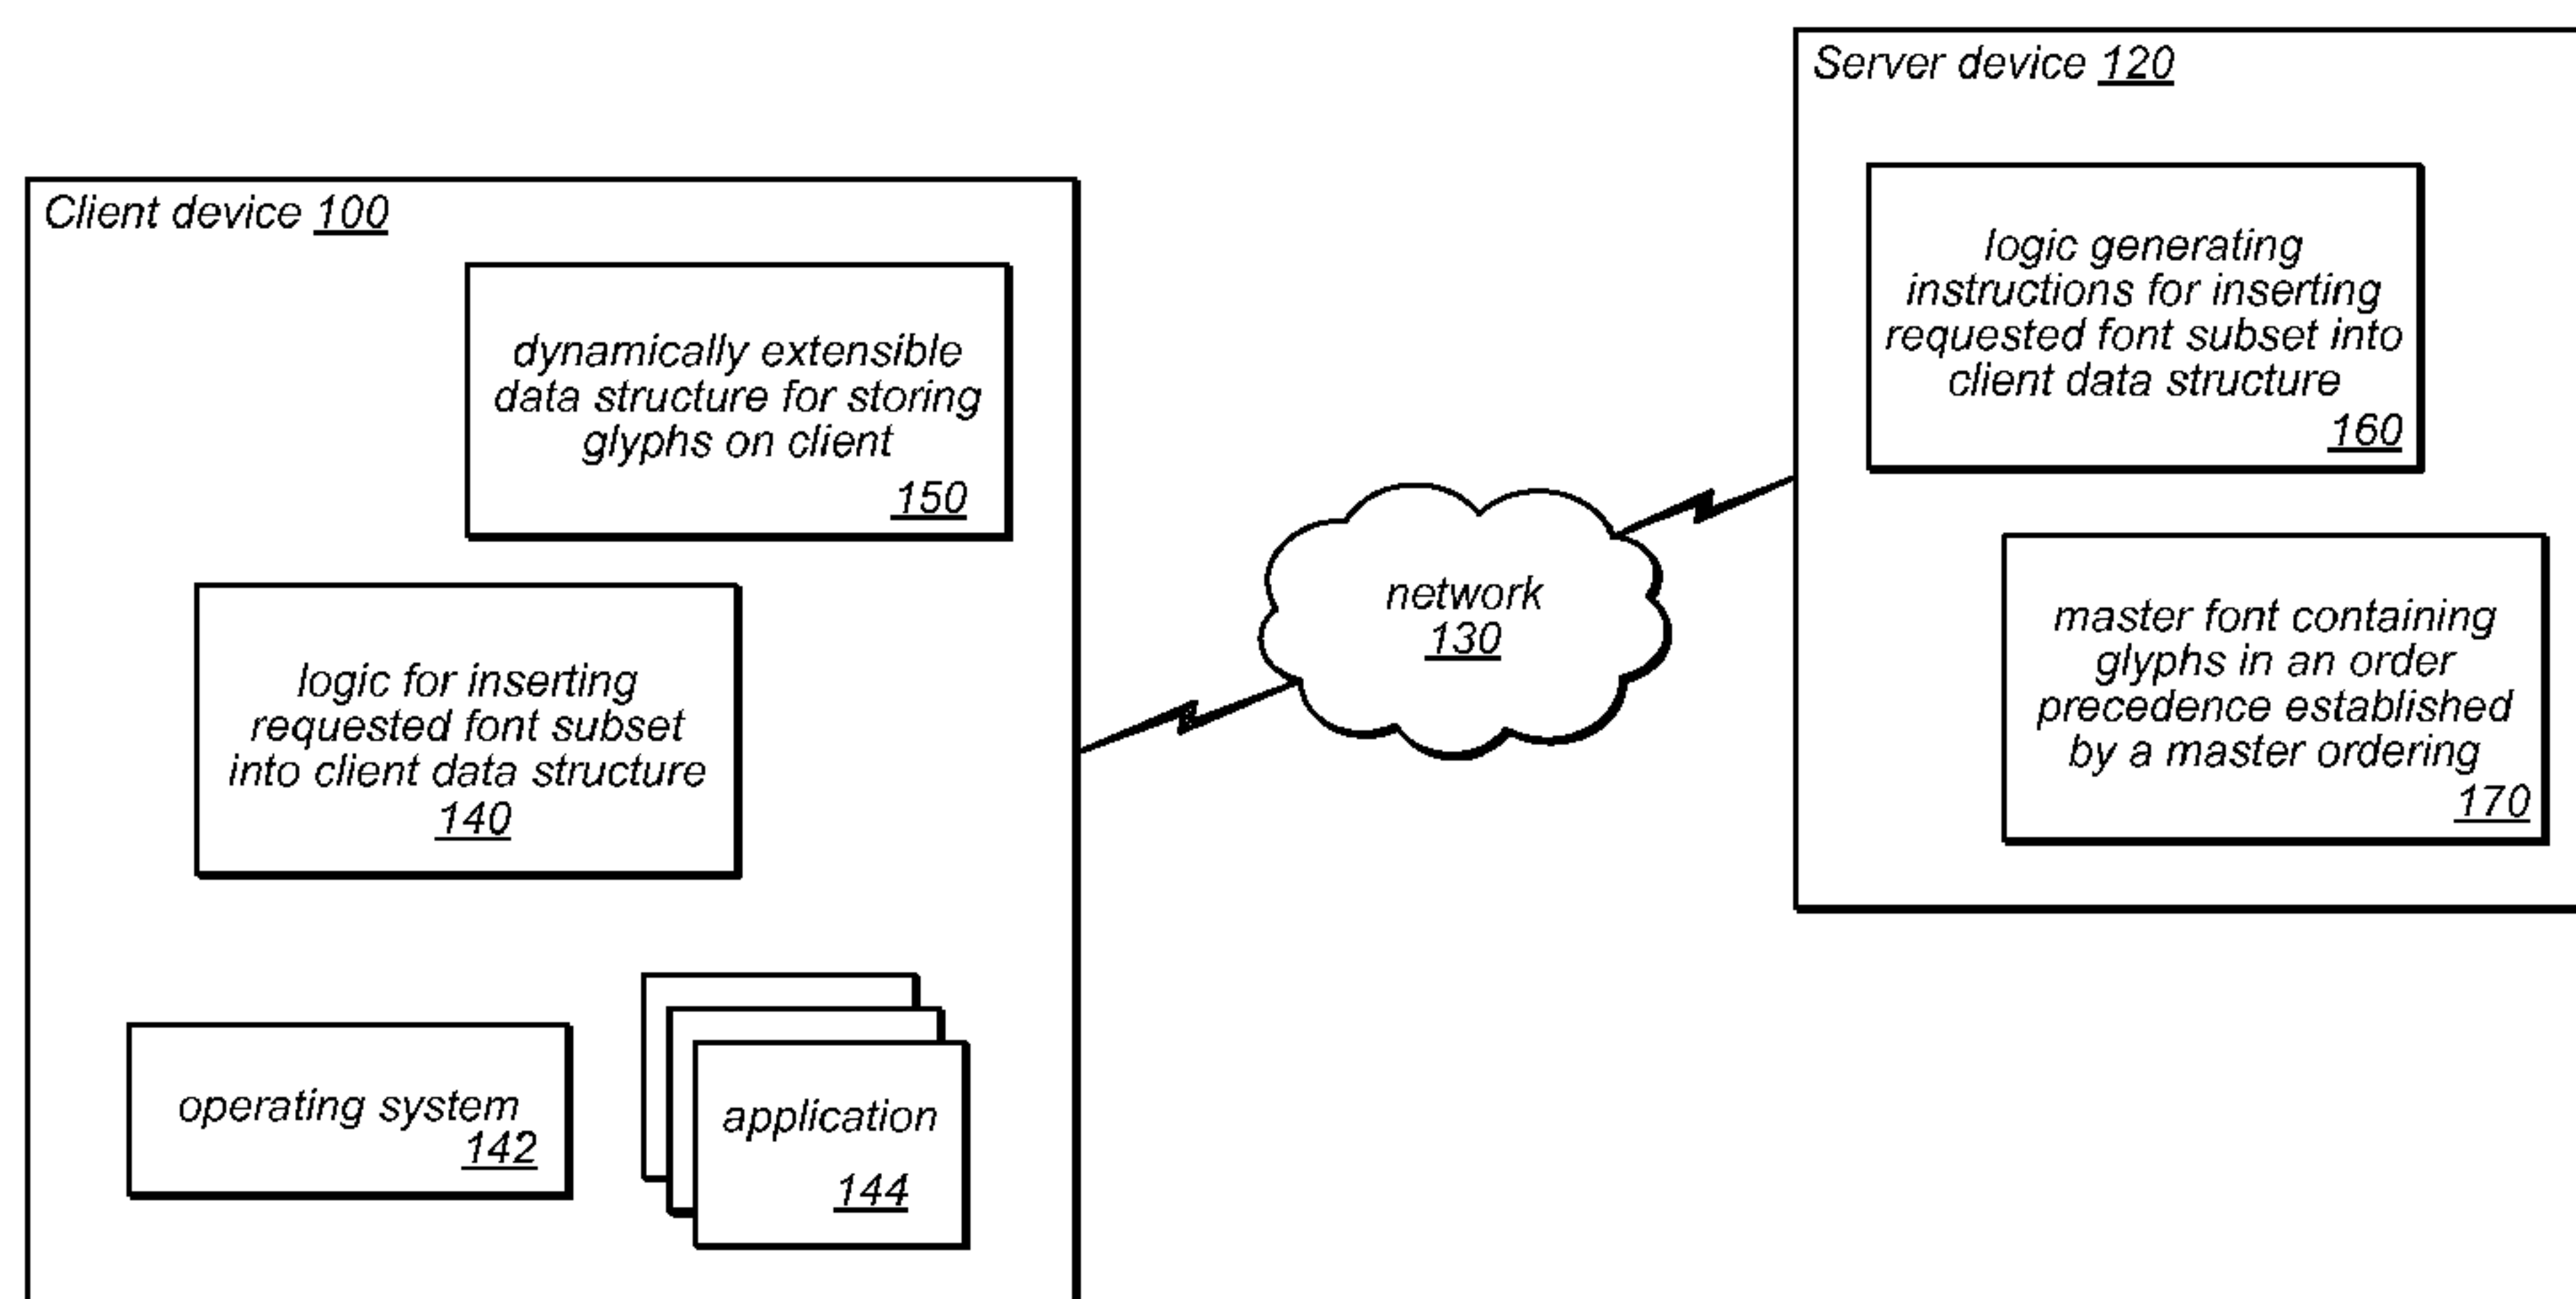 Client device 100
dynamically extensible
data structure for storing
glyphs on client
150
logic for inserting
requested font subset
into client data structure
140
operating system
142
application
144
network
130
Server device 120
logic generating
instructions for inserting
requested font subset into
client data structure
160
master font containing
glyphs in an order
precedence established
by a master ordering
170